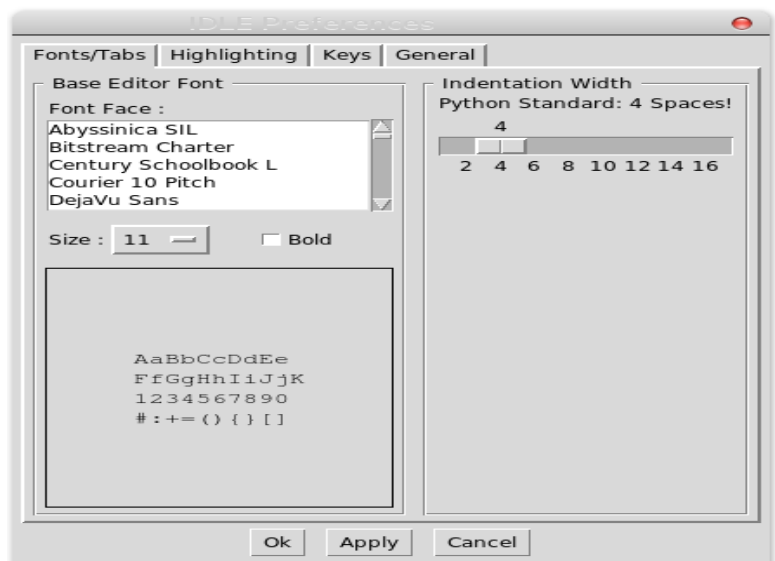 IDLE Preferences
Fonts/Tabs Highlighting Keys General
Base Editor Font
Font Face :
Abyssinica SIL
Bitstream Charter
Century Schoolbook L
Courier 10 Pitch
DejaVu Sans
Size : 11 Bold
AaBbCcDdEe
FfGgHhIiJjK
1234567890
#:+=(){}[]
Indentation Width
Python Standard: 4 Spaces!
4
2 4 6 8 10 12 14 16
Ok Apply Cancel